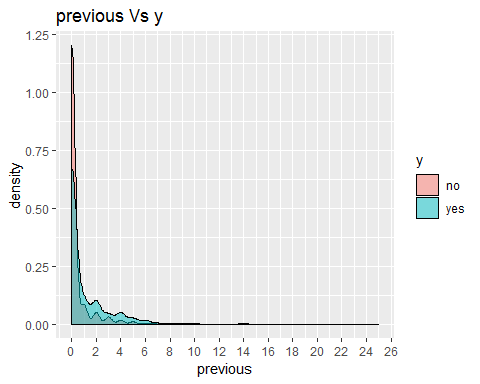 previous Vs y
1.25
1.00
0.75
0.50
0.25
0.00
density
0 2 4 6 8 10 12 14 16 18 20 22 24 26
previous
y
no
yes